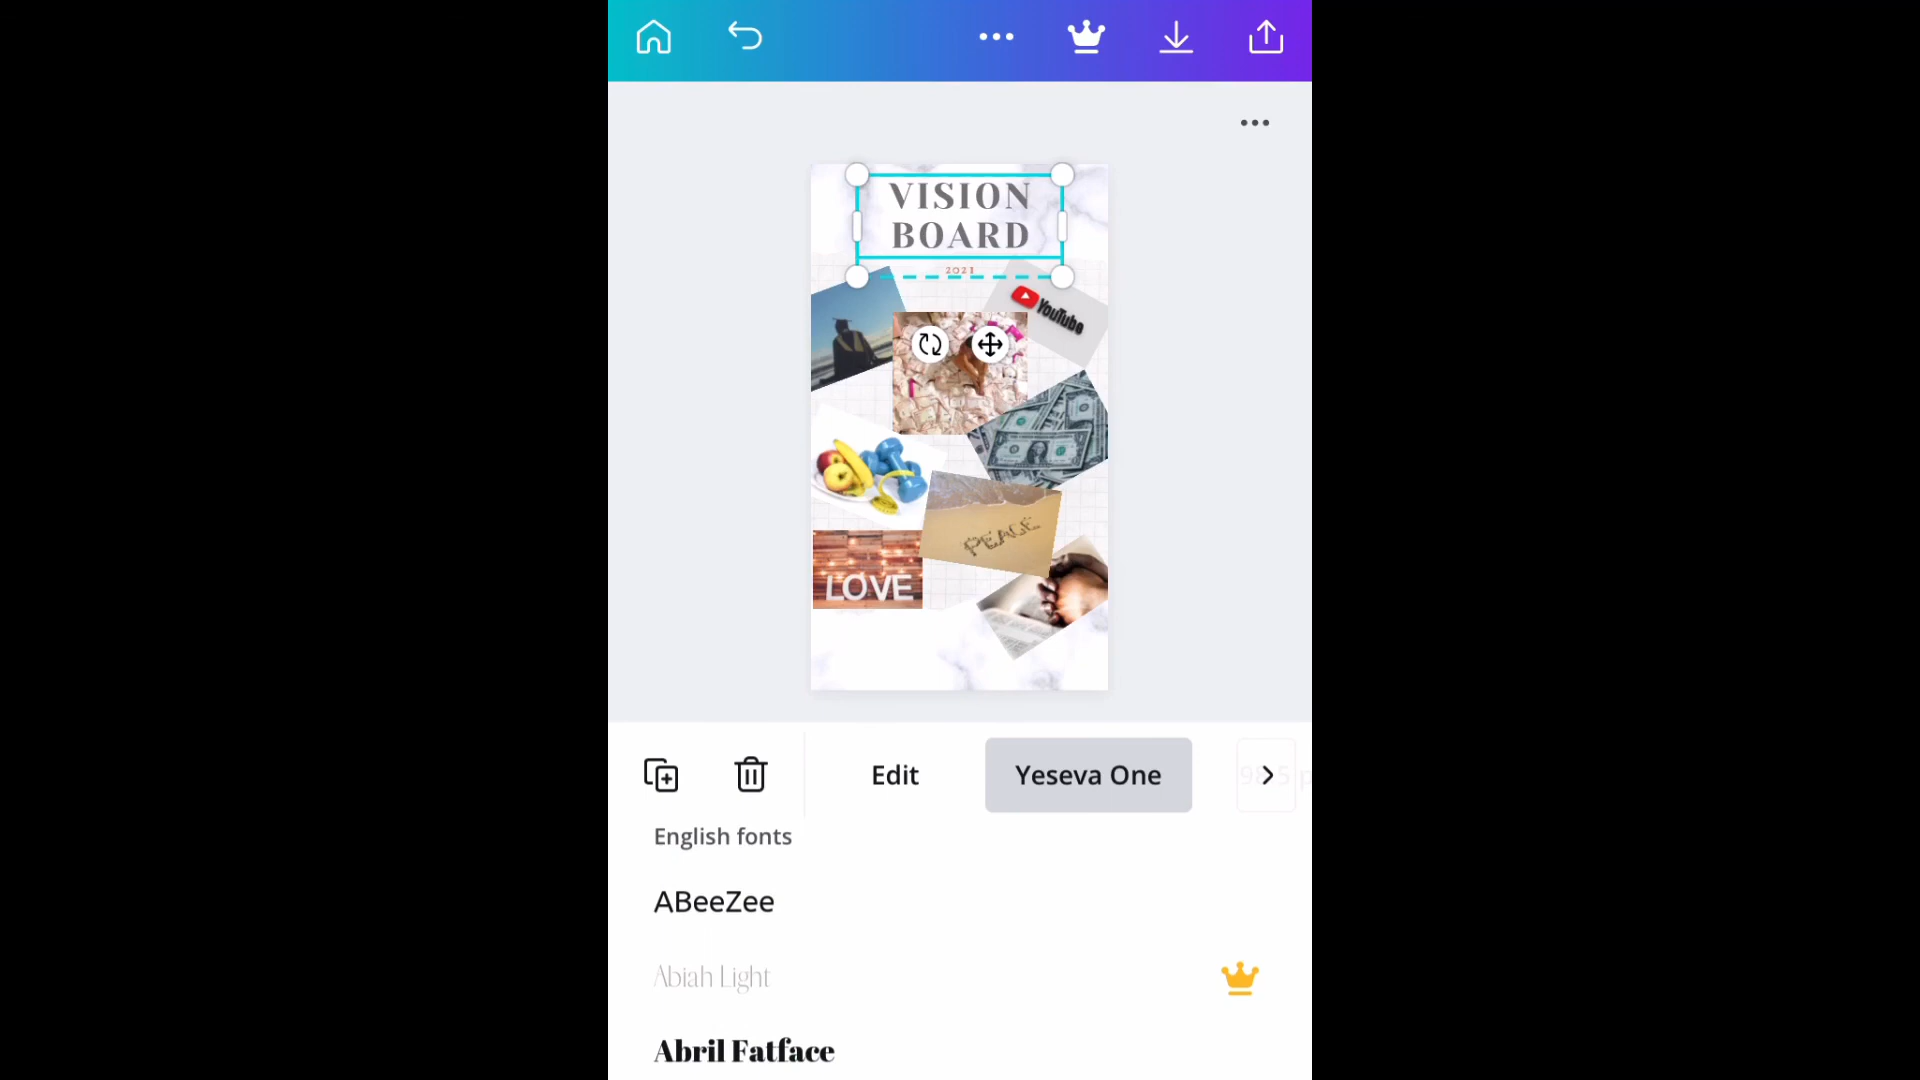 VISION
BOARD
2021
YouTube
PEACE
LOVE
Edit
Yeseva One
English fonts
ABeeZee
Abiah Light
Abril Fatface